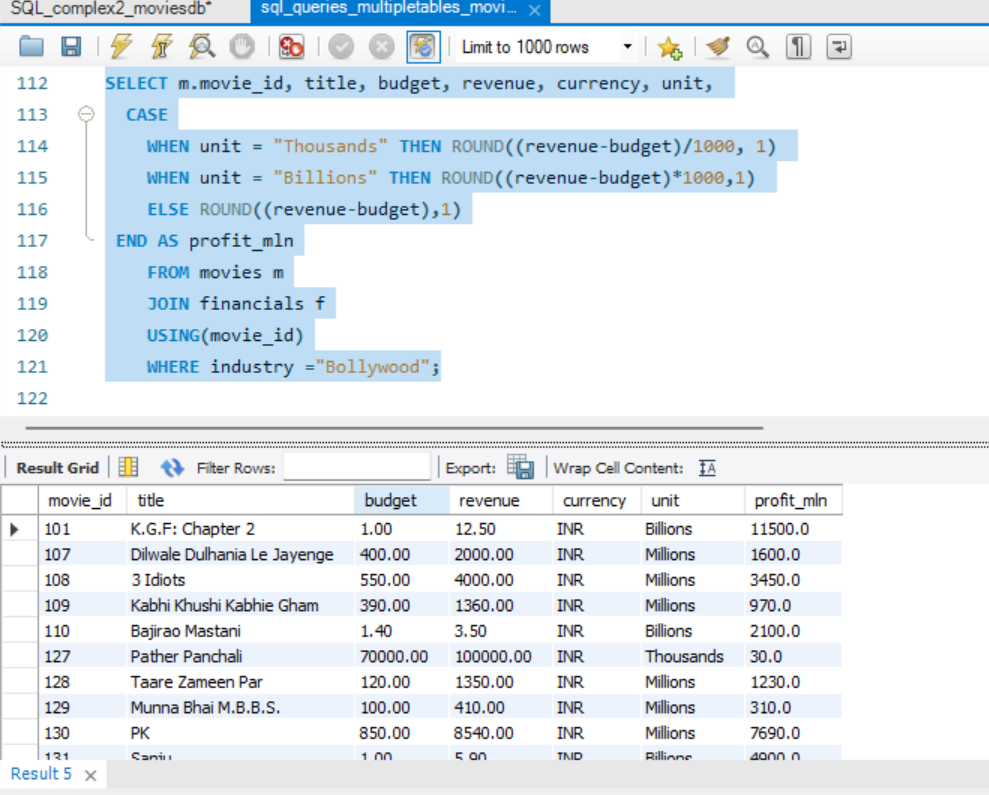 SQL_complex2_moviesdb* sql_queries_multipletables_movi...
Limit to 1000 rows
112 SELECT m.movie_id, title, budget, revenue, currency, unit,
113 CASE
114 WHEN unit = "Thousands" THEN ROUND((revenue-budget)/1000, 1)
115 WHEN unit = "Billions" THEN ROUND((revenue-budget)*1000,1)
116 ELSE ROUND((revenue-budget),1)
117 END AS profit_mln
118 FROM movies m
119 JOIN financials f
120 USING(movie_id)
121 WHERE industry ="Bollywood";
122
Result Grid Filter Rows: Export: Wrap Cell Content: IA
movie_id title budget revenue currency unit profit_mln
101 K.G.F: Chapter 2 1.00 12.50 INR Billions 11500.0
107 Dilwale Dulhania Le Jayenge 400.00 2000.00 INR Millions 1600.0
108 3 Idiots 550.00 4000.00 INR Millions 3450.0
109 Kabhi Khushi Kabhie Gham 390.00 1360.00 INR Millions 970.0
110 Bajirao Mastani 1.40 3.50 INR Billions 2100.0
127 Pather Panchali 70000.00 100000.00 INR Thousands 30.0
128 Taare Zameen Par 120.00 1350.00 INR Millions 1230.0
129 Munna Bhai M.B.B.S. 100.00 410.00 INR Millions 310.0
130 PK 850.00 8540.00 INR Millions 7690.0
131 Sanju 1.00 5.90 INR Billions 4900.0
Result 5